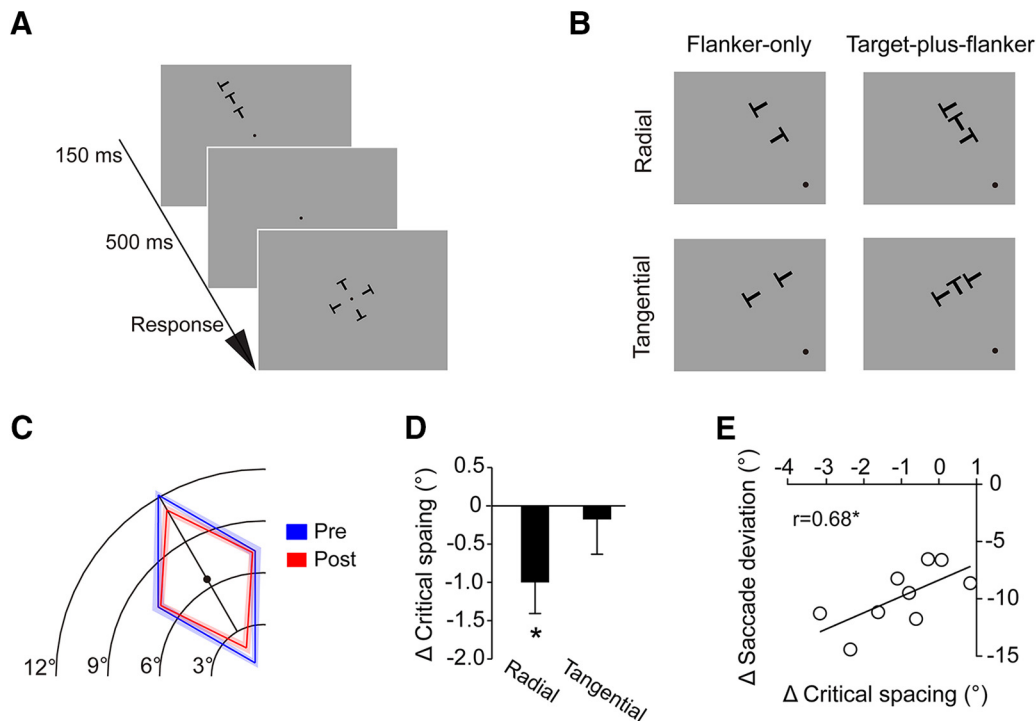 A
150 ms
500 ms
Response
B
Flanker-only Target-plus-flanker
Radial
Tangential
C
12° 9° 6° 3°
Pre
Post
D
Δ Critical spaing (°)
0.5
0
-0.5
-1.0
-1.5
-2.0
*
Radial
Tangential
E
-4 -3 -2 -1 0 1
Δ Saccade deviation (°)
0
-5
-10
-15
r=0.68*
Δ Critical spacing (°)